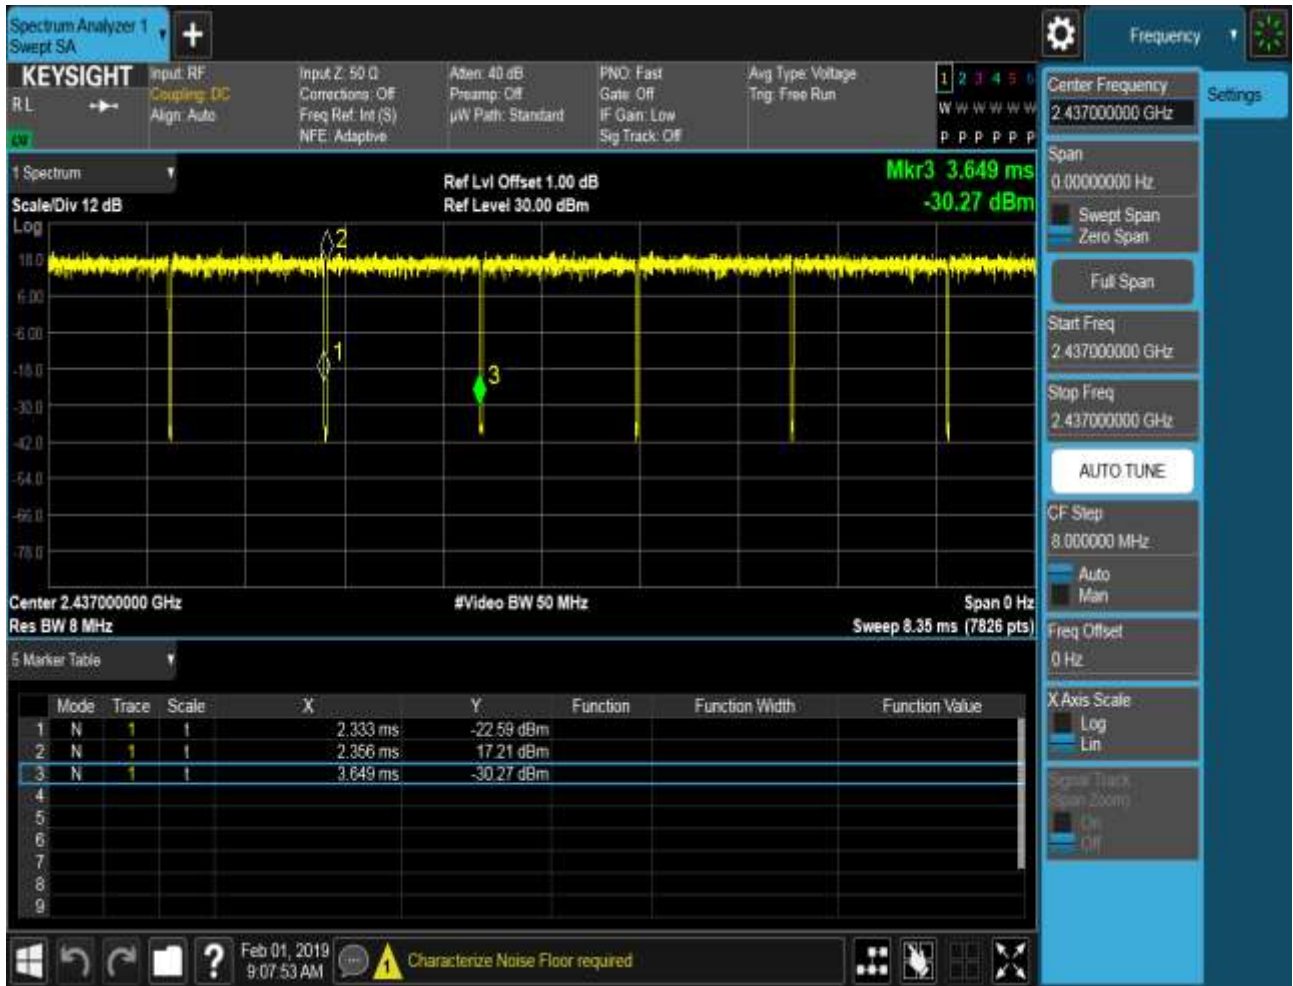 Spectrum Analyzer 1
Swept SA
+
Frequency
KEYSIGHT
R L
Input: RF
Coupling: DC
Align: Auto
Input Z: 50 Ω
Corrections: Off
Freq Ref: Int (S)
NFE: Adaptive
Atten: 40 dB
Preamp: Off
µW Path: Standard
PNO: Fast
Gate: Off
IF Gain: Low
Sig Track: Off
Avg Type: Voltage
Trig: Free Run
1 2 3 4 5 6
W W W W W W
P P P P P P
Center Frequency
2.437000000 GHz
Settings
1 Spectrum
Scale/Div 12 dB
Log
Ref Lvl Offset 1.00 dB
Ref Level 30.00 dBm
Mkr3 3.649 ms
-30.27 dBm
Span
0.00000000 Hz
Swept Span
Zero Span
Full Span
Start Freq
2.437000000 GHz
Stop Freq
2.437000000 GHz
AUTO TUNE
CF Step
8.000000 MHz
Auto
Man
Freq Offset
0 Hz
X Axis Scale
Log
Lin
Signal Track
(Span Zoom)
On
Off
18.0
6.00
-6.00
-18.0
-30.0
-42.0
-54.0
-66.0
-78.0
2
1
3
Center 2.437000000 GHz
#Video BW 50 MHz
Span 0 Hz
Res BW 8 MHz
Sweep 8.35 ms (7826 pts)
5 Marker Table
Mode Trace Scale X Y Function Function Width Function Value
1 N 1 t 2.333 ms -22.59 dBm
2 N 1 t 2.356 ms 17.21 dBm
3 N 1 t 3.649 ms -30.27 dBm
4
5
6
7
8
9
?
Feb 01, 2019
9:07:53 AM
Characterize Noise Floor required